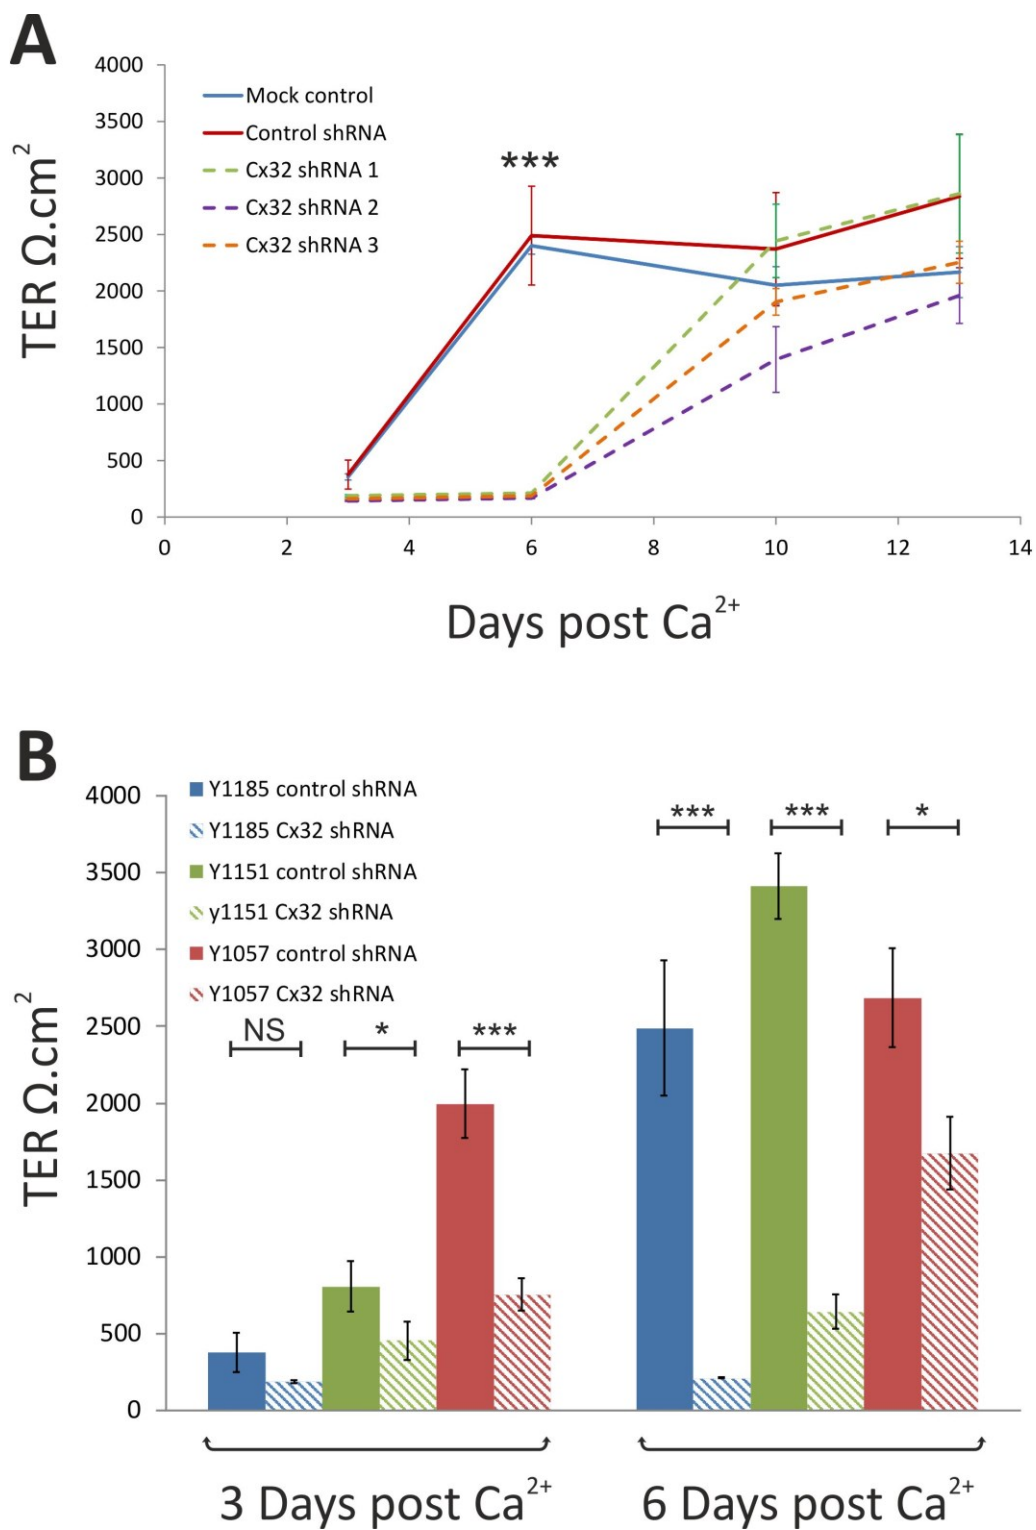 A
4000
3500
3000
2500
2000
1500
1000
500
0
TER Ω.cm²
Mock control
Control shRNA
Cx32 shRNA 1
Cx32 shRNA 2
Cx32 shRNA 3
***
0 2 4 6 8 10 12 14
Days post Ca²⁺
B
4000
3500
3000
2500
2000
1500
1000
500
0
TER Ω.cm²
Y1185 control shRNA
Y1185 Cx32 shRNA
Y1151 control shRNA
y1151 Cx32 shRNA
Y1057 control shRNA
Y1057 Cx32 shRNA
NS * ***
*** *** *
3 Days post Ca²⁺ 6 Days post Ca²⁺